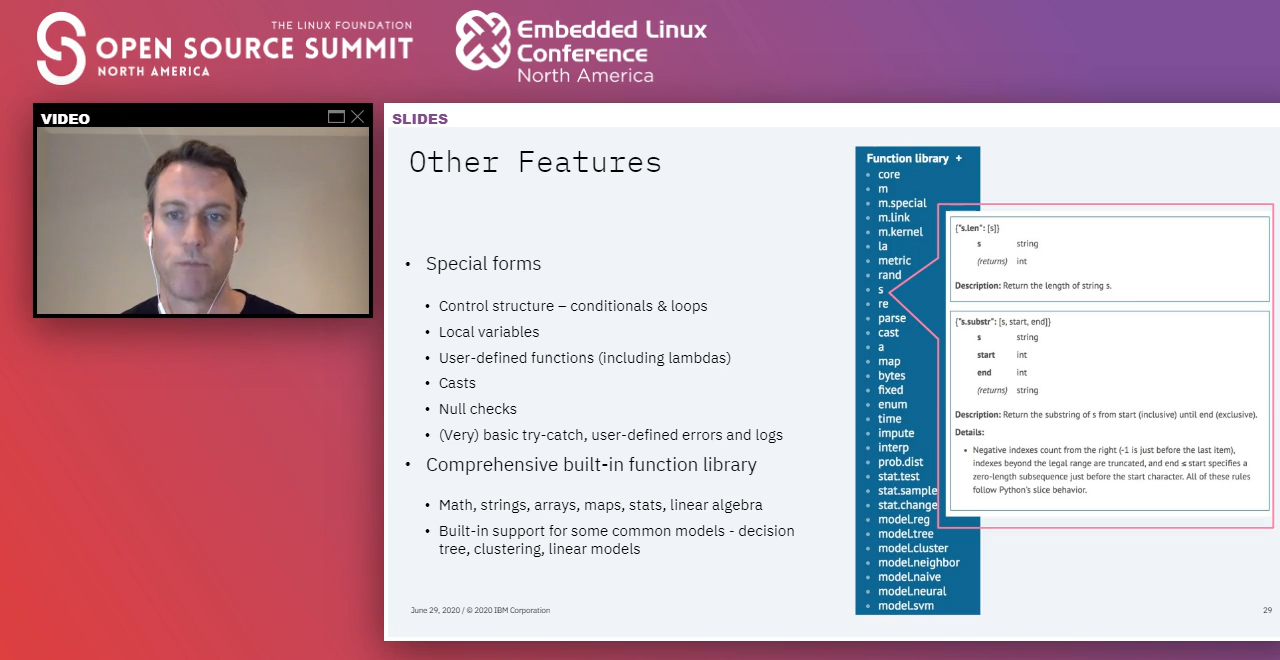 THE LINUX FOUNDATION
OPEN SOURCE SUMMIT
NORTH AMERICA
Embedded Linux
Conference
North America
VIDEO
SLIDES
Other Features
• Special forms
• Control structure – conditionals & loops
• Local variables
• User-defined functions (including lambdas)
• Casts
• Null checks
• (Very) basic try-catch, user-defined errors and logs
• Comprehensive built-in function library
• Math, strings, arrays, maps, stats, linear algebra
• Built-in support for some common models - decision
tree, clustering, linear models
Function library +
• core
• m
• m.special
• m.link
• m.kernel
• la
• metric
• rand
• s
• re
• parse
• cast
• a
• map
• bytes
• fixed
• enum
• time
• impute
• interp
• prob.dist
• stat.test
• stat.sample
• stat.change
• model.reg
• model.tree
• model.cluster
• model.neighbor
• model.naive
• model.neural
• model.svm
{"s.len": [s]}
s string
(returns) int
Description: Return the length of string s.
{"s.substr": [s, start, end]}
s string
start int
end int
(returns) string
Description: Return the substring of s from start (inclusive) until end (exclusive).
Details:
• Negative indexes count from the right (-1 is just before the last item),
indexes beyond the legal range are truncated, and end ≤ start specifies a
zero-length subsequence just before the start character. All of these rules
follow Python's slice behavior.
June 29, 2020 / © 2020 IBM Corporation
29